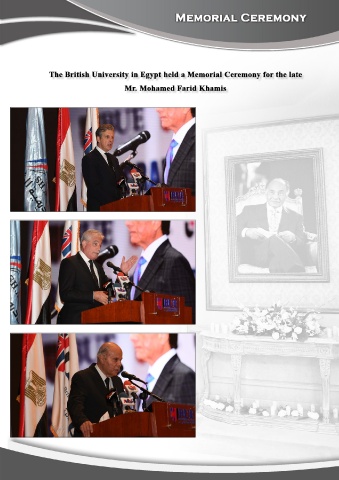 MEMORIAL CEREMONY
The British University in Egypt held a Memorial Ceremony for the late
Mr. Mohamed Farid Khamis